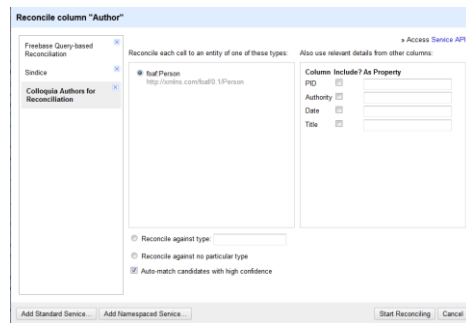 Reconcile column "Author"
» Access Service API
Freebase Query-based
Reconciliation
Sindice
Colloquia Authors for
Reconciliation
Reconcile each cell to an entity of one of these types:
foaf:Person
http://xmlns.com/foaf/0.1/Person
Also use relevant details from other columns:
Column Include? As Property
PID
Authority
Date
Title
Reconcile against type:
Reconcile against no particular type
Auto-match candidates with high confidence
Add Standard Service...
Add Namespaced Service...
Start Reconciling
Cancel